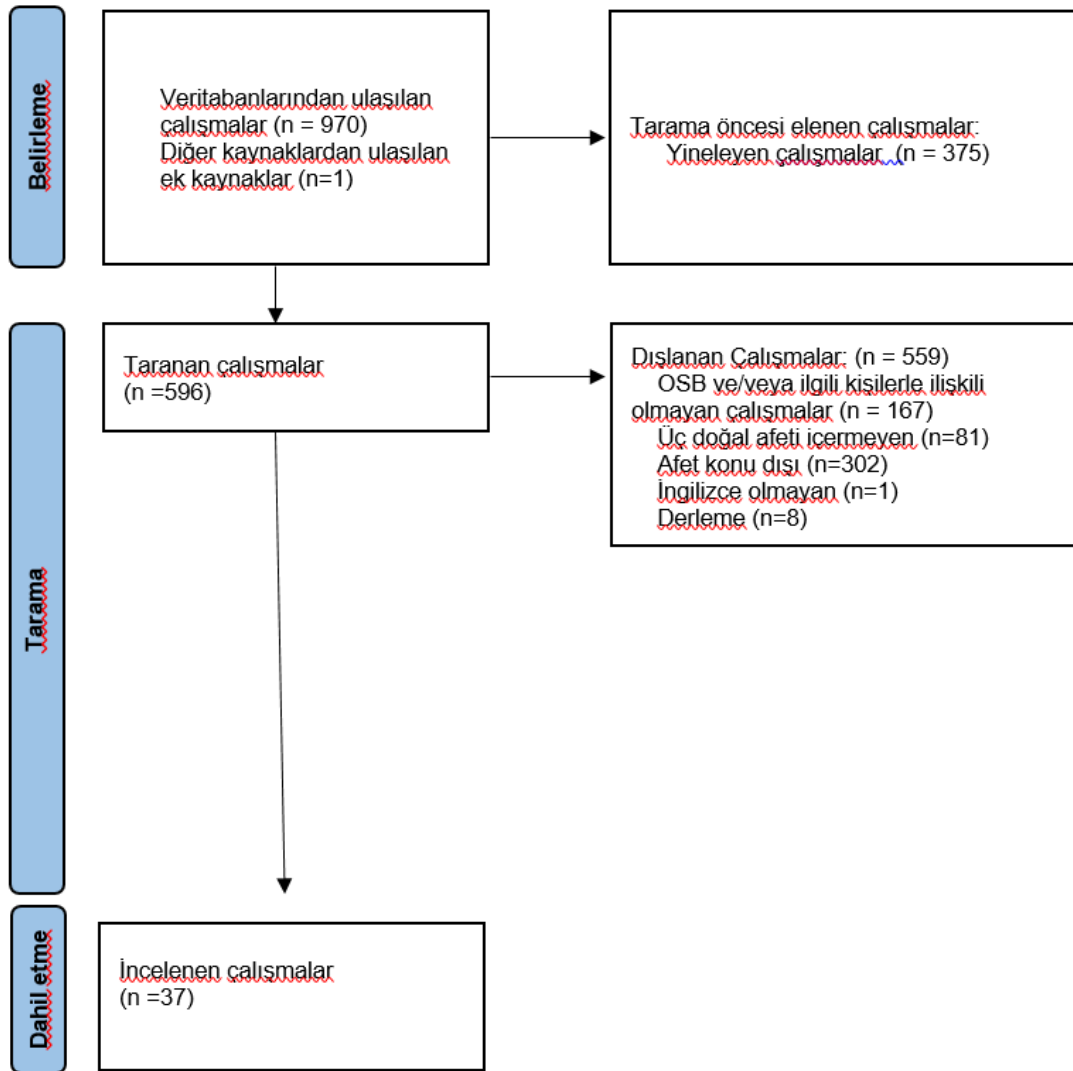 Belirleme
Veritabanlarından ulaşılan
çalışmalar (n = 970)
Diğer kaynaklardan ulaşılan
ek kaynaklar (n=1)
Tarama öncesi elenen çalışmalar:
Yineleyen çalışmalar  (n = 375)
Tarama
Taranan çalışmalar
(n =596)
Dışlanan Çalışmalar: (n = 559)
OSB ve/veya ilgili kişilerle ilişkili
olmayan çalışmalar (n = 167)
Üç doğal afeti içermeyen (n=81)
Afet konu dışı (n=302)
İngilizce olmayan (n=1)
Derleme (n=8)
Dahil etme
İncelenen çalışmalar
(n =37)